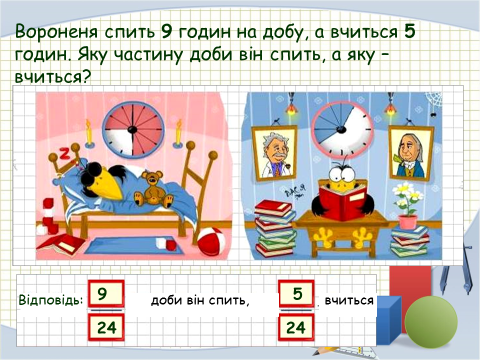 Вороненя спить 9 годин на добу, а вчиться 5
годин. Яку частину доби він спить, а яку –
вчиться?
z
Відповідь: 9 доби він спить, 5 . вчиться
24 24